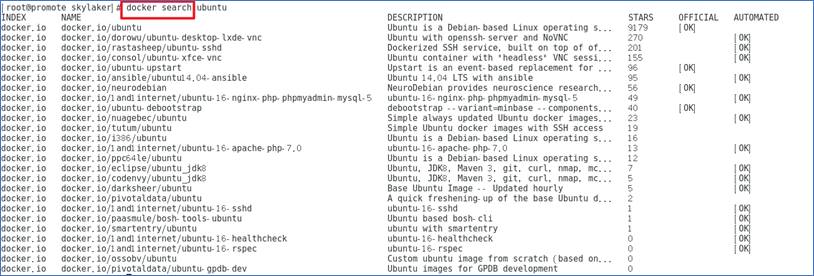 [root@promote skylaker]# docker search ubuntu
INDEX NAME DESCRIPTION STARS OFFICIAL AUTOMATED
docker.io docker.io/ubuntu Ubuntu is a Debian-based Linux operating s... 9179 [OK]
docker.io docker.io/dorowu/ubuntu-desktop-lxde-vnc Ubuntu with openssh-server and NoVNC 270 [OK]
docker.io docker.io/rastasheep/ubuntu-sshd Dockerized SSH service, built on top of of... 201 [OK]
docker.io docker.io/consol/ubuntu-xfce-vnc Ubuntu container with "headless" VNC sessi... 155 [OK]
docker.io docker.io/ubuntu-upstart Upstart is an event-based replacement for ... 96 [OK]
docker.io docker.io/ansible/ubuntu14.04-ansible Ubuntu 14.04 LTS with ansible 95 [OK]
docker.io docker.io/neurodebian NeuroDebian provides neuroscience research... 56 [OK]
docker.io docker.io/1and1internet/ubuntu-16-nginx-php-phpmyadmin-mysql-5 ubuntu-16-nginx-php-phpmyadmin-mysql-5 49 [OK]
docker.io docker.io/ubuntu-debootstrap debootstrap --variant=minbase --components... 40 [OK]
docker.io docker.io/nuagebec/ubuntu Simple always updated Ubuntu docker images... 23 [OK]
docker.io docker.io/tutum/ubuntu Simple Ubuntu docker images with SSH access 19
docker.io docker.io/i386/ubuntu Ubuntu is a Debian-based Linux operating s... 16
docker.io docker.io/1and1internet/ubuntu-16-apache-php-7.0 ubuntu-16-apache-php-7.0 13 [OK]
docker.io docker.io/ppc64le/ubuntu Ubuntu is a Debian-based Linux operating s... 12
docker.io docker.io/eclipse/ubuntu_jdk8 Ubuntu, JDK8, Maven 3, git, curl, nmap, mc... 7 [OK]
docker.io docker.io/codenvy/ubuntu_jdk8 Ubuntu, JDK8, Maven 3, git, curl, nmap, mc... 5 [OK]
docker.io docker.io/darksheer/ubuntu Base Ubuntu Image -- Updated hourly 5 [OK]
docker.io docker.io/pivotaldata/ubuntu A quick freshening-up of the base Ubuntu d... 2
docker.io docker.io/1and1internet/ubuntu-16-sshd ubuntu-16-sshd 1 [OK]
docker.io docker.io/paasmule/bosh-tools-ubuntu Ubuntu based bosh-cli 1 [OK]
docker.io docker.io/smartentry/ubuntu ubuntu with smartentry 1 [OK]
docker.io docker.io/1and1internet/ubuntu-16-healthcheck ubuntu-16-healthcheck 0 [OK]
docker.io docker.io/1and1internet/ubuntu-16-rspec ubuntu-16-rspec 0 [OK]
docker.io docker.io/ossobv/ubuntu Custom ubuntu image from scratch (based on... 0
docker.io docker.io/pivotaldata/ubuntu-gpdb-dev Ubuntu images for GPDB development 0